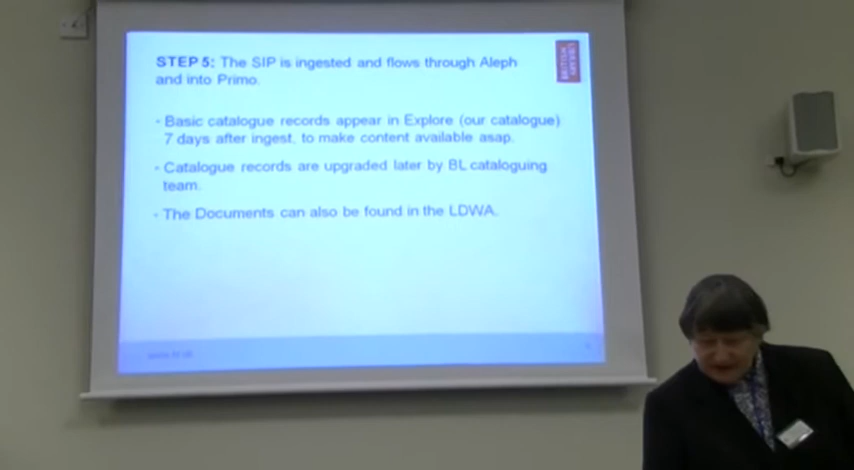 STEP 5: The SIP is ingested and flows through Aleph
and into Primo.
BRITISH
LIBRARY
- Basic catalogue records appear in Explore (our catalogue)
7 days after ingest, to make content available asap.
- Catalogue records are upgraded later by BL cataloguing
team.
- The Documents can also be found in the LDWA.